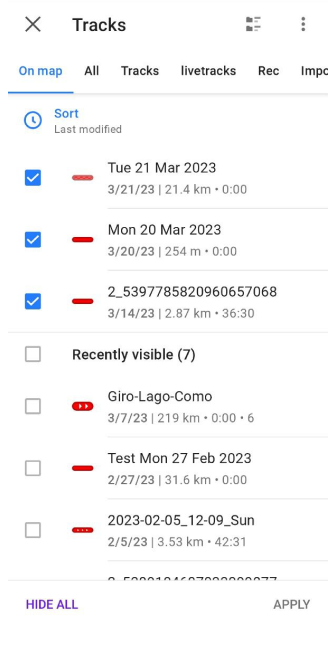 Tracks
On map All Tracks livetracks Rec Impo
Sort
Last modified
Tue 21 Mar 2023
3/21/23 | 21.4 km • 0:00
Mon 20 Mar 2023
3/20/23 | 254 m • 0:00
2_5397785820960657068
3/14/23 | 2.87 km • 36:30
Recently visible (7)
Giro-Lago-Como
3/7/23 | 219 km • 0:00 • 6
Test Mon 27 Feb 2023
2/27/23 | 31.6 km • 0:00
2023-02-05_12-09_Sun
2/5/23 | 3.53 km • 42:31
HIDE ALL APPLY